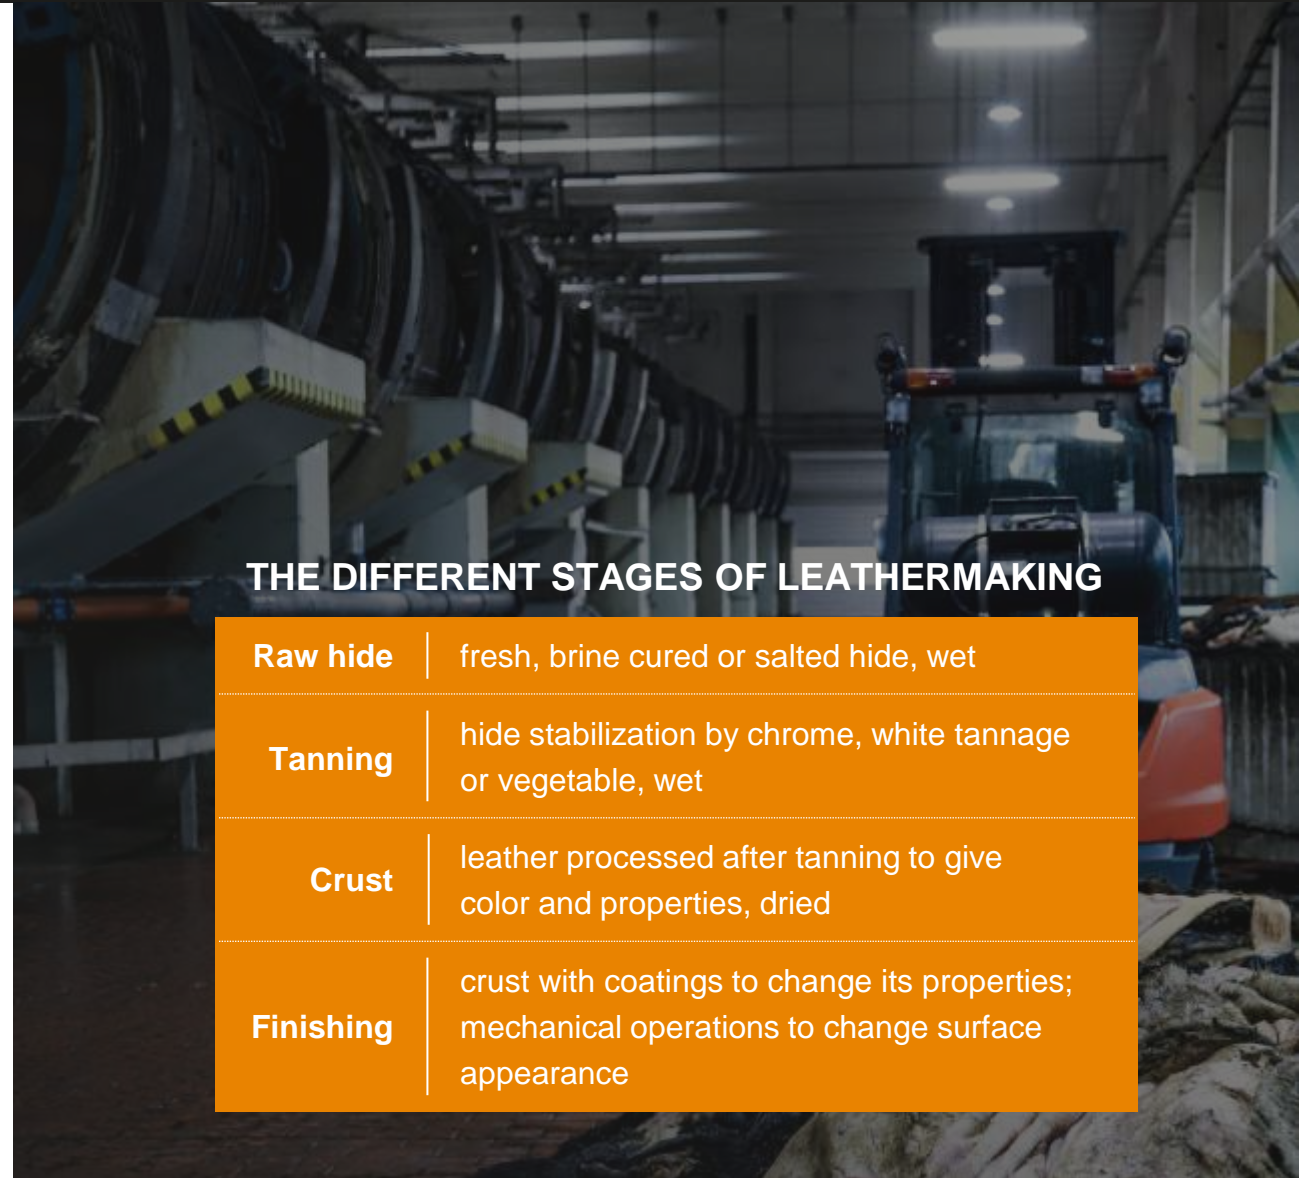 THE DIFFERENT STAGES OF LEATHERMAKING
Raw hide
fresh, brine cured or salted hide, wet
Tanning
hide stabilization by chrome, white tannage
or vegetable, wet
Crust
leather processed after tanning to give
color and properties, dried
Finishing
crust with coatings to change its properties;
mechanical operations to change surface
appearance